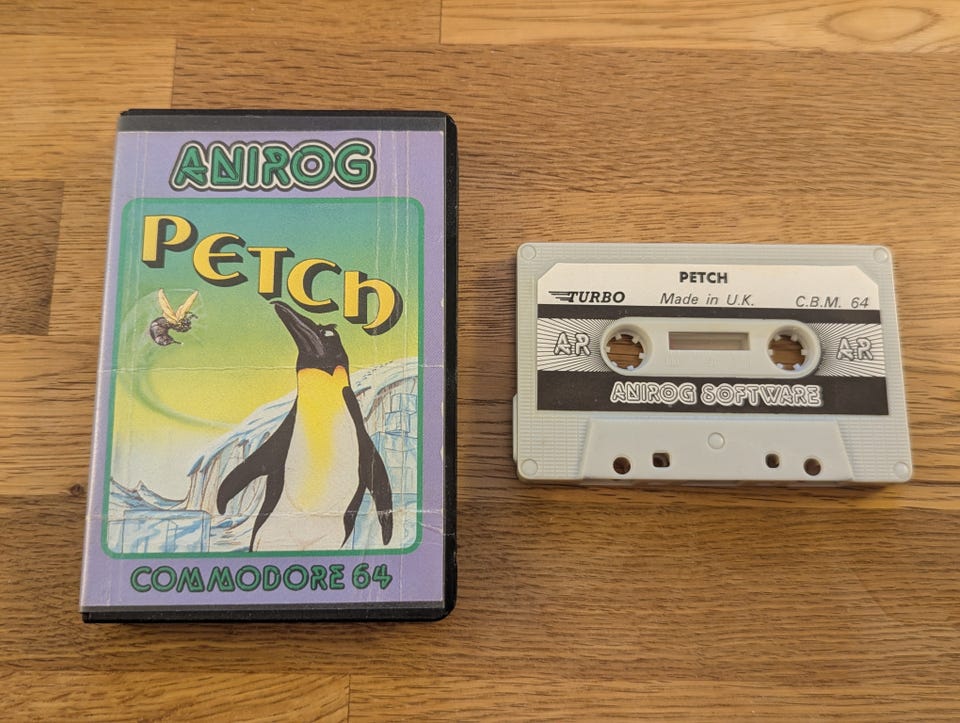 ANIROG
PETCH
COMMODORE 64
PETCH
TURBO Made in U.K. C.B.M. 64
AR AR
ANIROG SOFTWARE